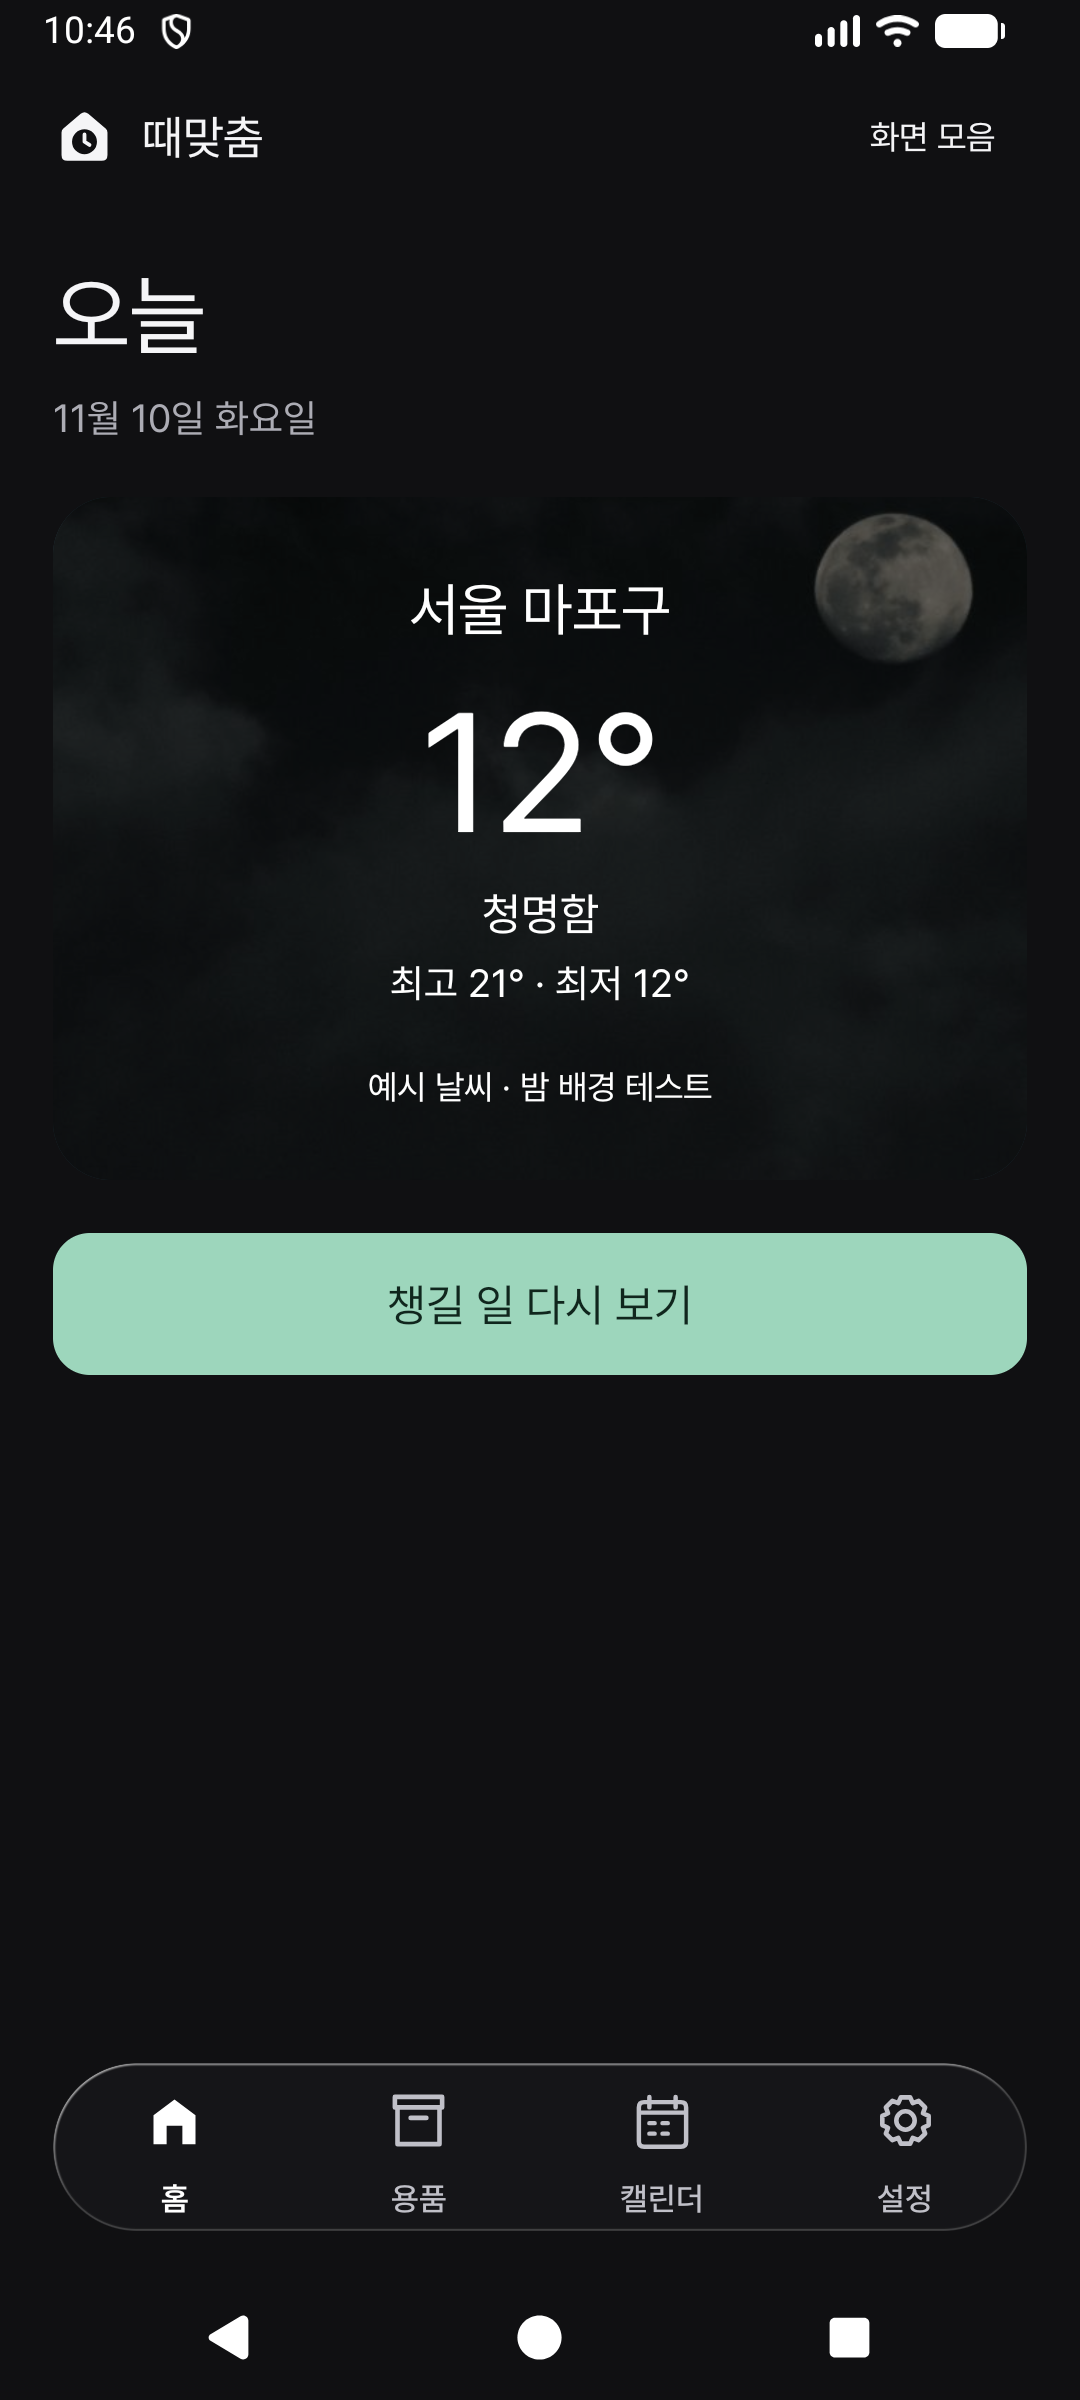 10:46
때맞춤
화면 모음
오늘
11월 10일 화요일
서울 마포구
12°
청명함
최고 21° · 최저 12°
예시 날씨 · 밤 배경 테스트
챙길 일 다시 보기
홈
용품
캘린더
설정